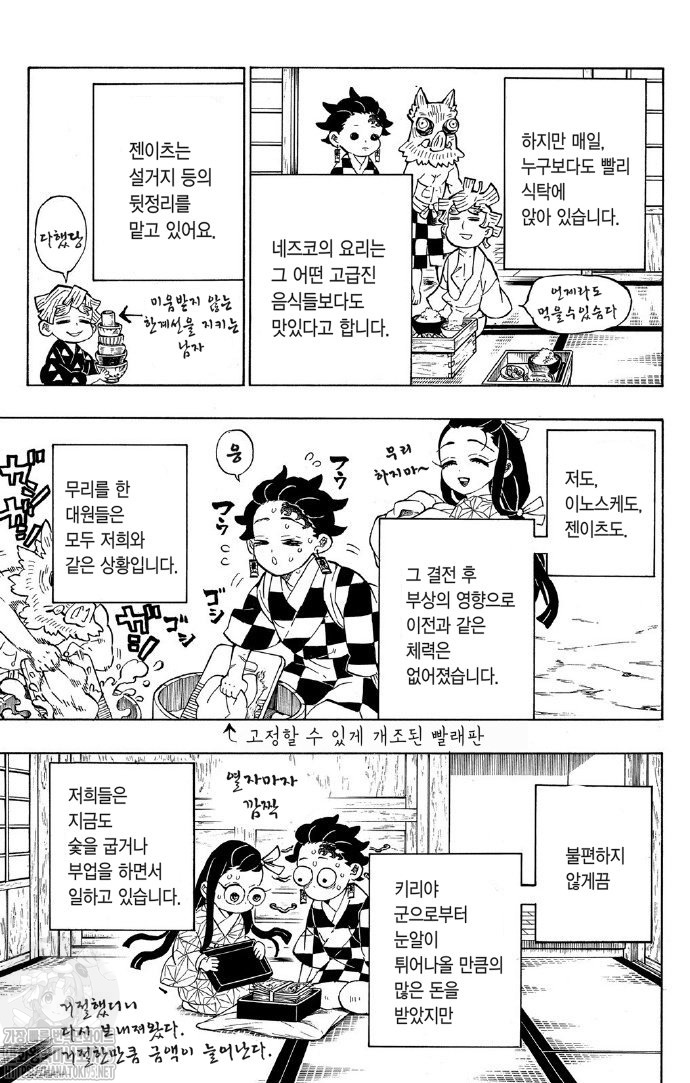 하지만 매일,
누구보다도 빨리
식탁에
앉아 있습니다.
네즈코의 요리는
그 어떤 고급진
음식들보다도
맛있다고 합니다.
언제라도
먹을수있슴다
젠이츠는
설거지 등의
뒷정리를
맡고 있어요.
다했당
미움받지 않는
한계선을 지키는
남자
저도,
이노스케도,
젠이츠도,
무리
하지마~
그 결전 후
부상의 영향으로
이전과 같은
체력은
없어졌습니다.
응
フウ
フウ
ゴシ
ゴシ
무리를 한
대원들은
모두 저희와
같은 상황입니다.
고정할 수 있게 개조된 빨래판
불편하지
않게끔
키리야
군으로부터
눈알이
튀어나올 만큼의
많은 돈을
받았지만
열자마자
깜짝
저희들은
지금도
숯을 굽거나
부업을 하면서
일하고 있습니다.
거절했더니
다시 보내져왔다.
거절한만큼 금액이 늘어난다.